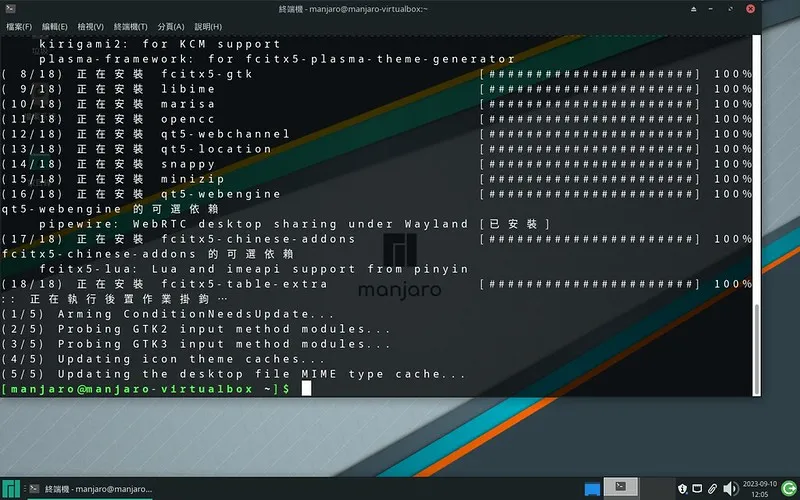 終端機 - manjaro@manjaro-virtualbox:~
檔案(F) 編輯(E) 檢視(V) 終端機(T) 分頁(A) 說明(H)
kirigami2: for KCM support
plasma-framework: for fcitx5-plasma-theme-generator
( 8/18) 正在安裝 fcitx5-gtk [#######################] 100%
( 9/18) 正在安裝 libime [#######################] 100%
(10/18) 正在安裝 marisa [#######################] 100%
(11/18) 正在安裝 opencc [#######################] 100%
(12/18) 正在安裝 qt5-webchannel [#######################] 100%
(13/18) 正在安裝 qt5-location [#######################] 100%
(14/18) 正在安裝 snappy [#######################] 100%
(15/18) 正在安裝 minizip [#######################] 100%
(16/18) 正在安裝 qt5-webengine [#######################] 100%
qt5-webengine 的可選依賴
pipewire: WebRTC desktop sharing under Wayland [已安裝]
(17/18) 正在安裝 fcitx5-chinese-addons [#######################] 100%
fcitx5-chinese-addons 的可選依賴
fcitx5-lua: Lua and imeapi support from pinyin
(18/18) 正在安裝 fcitx5-table-extra [#######################] 100%
:: 正在執行後置作業掛鉤…
(1/5) Arming ConditionNeedsUpdate...
(2/5) Probing GTK2 input method modules...
(3/5) Probing GTK3 input method modules...
(4/5) Updating icon theme caches...
(5/5) Updating the desktop file MIME type cache...
[manjaro@manjaro-virtualbox ~]$
manjaro
終端機 - manjaro@manjaro...
2023-09-10
12:05